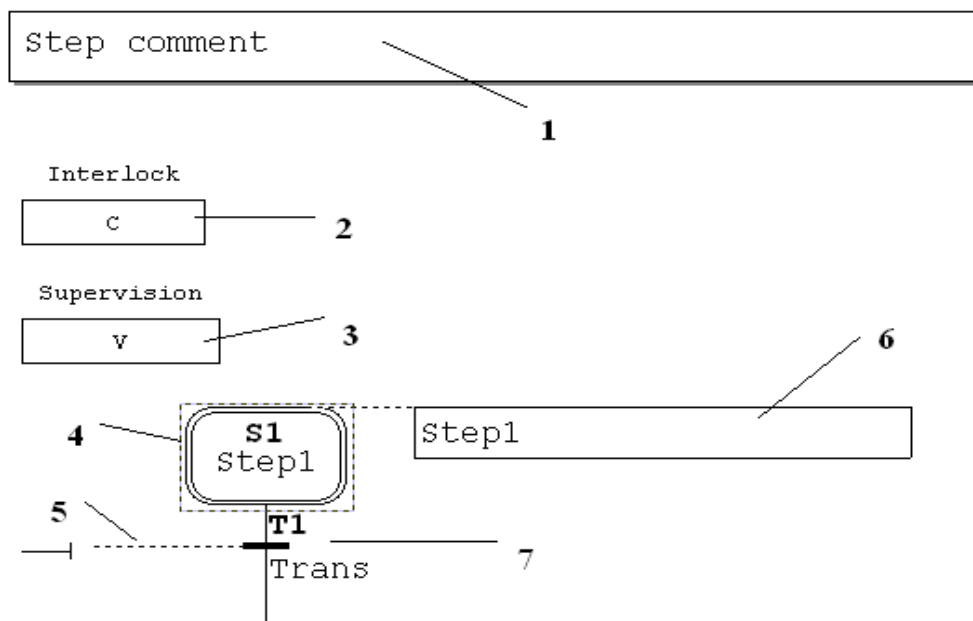 Step comment
1
Interlock
C
2
Supervision
V
3
6
4
S1
Step1
Step1
5
T1
7
Trans